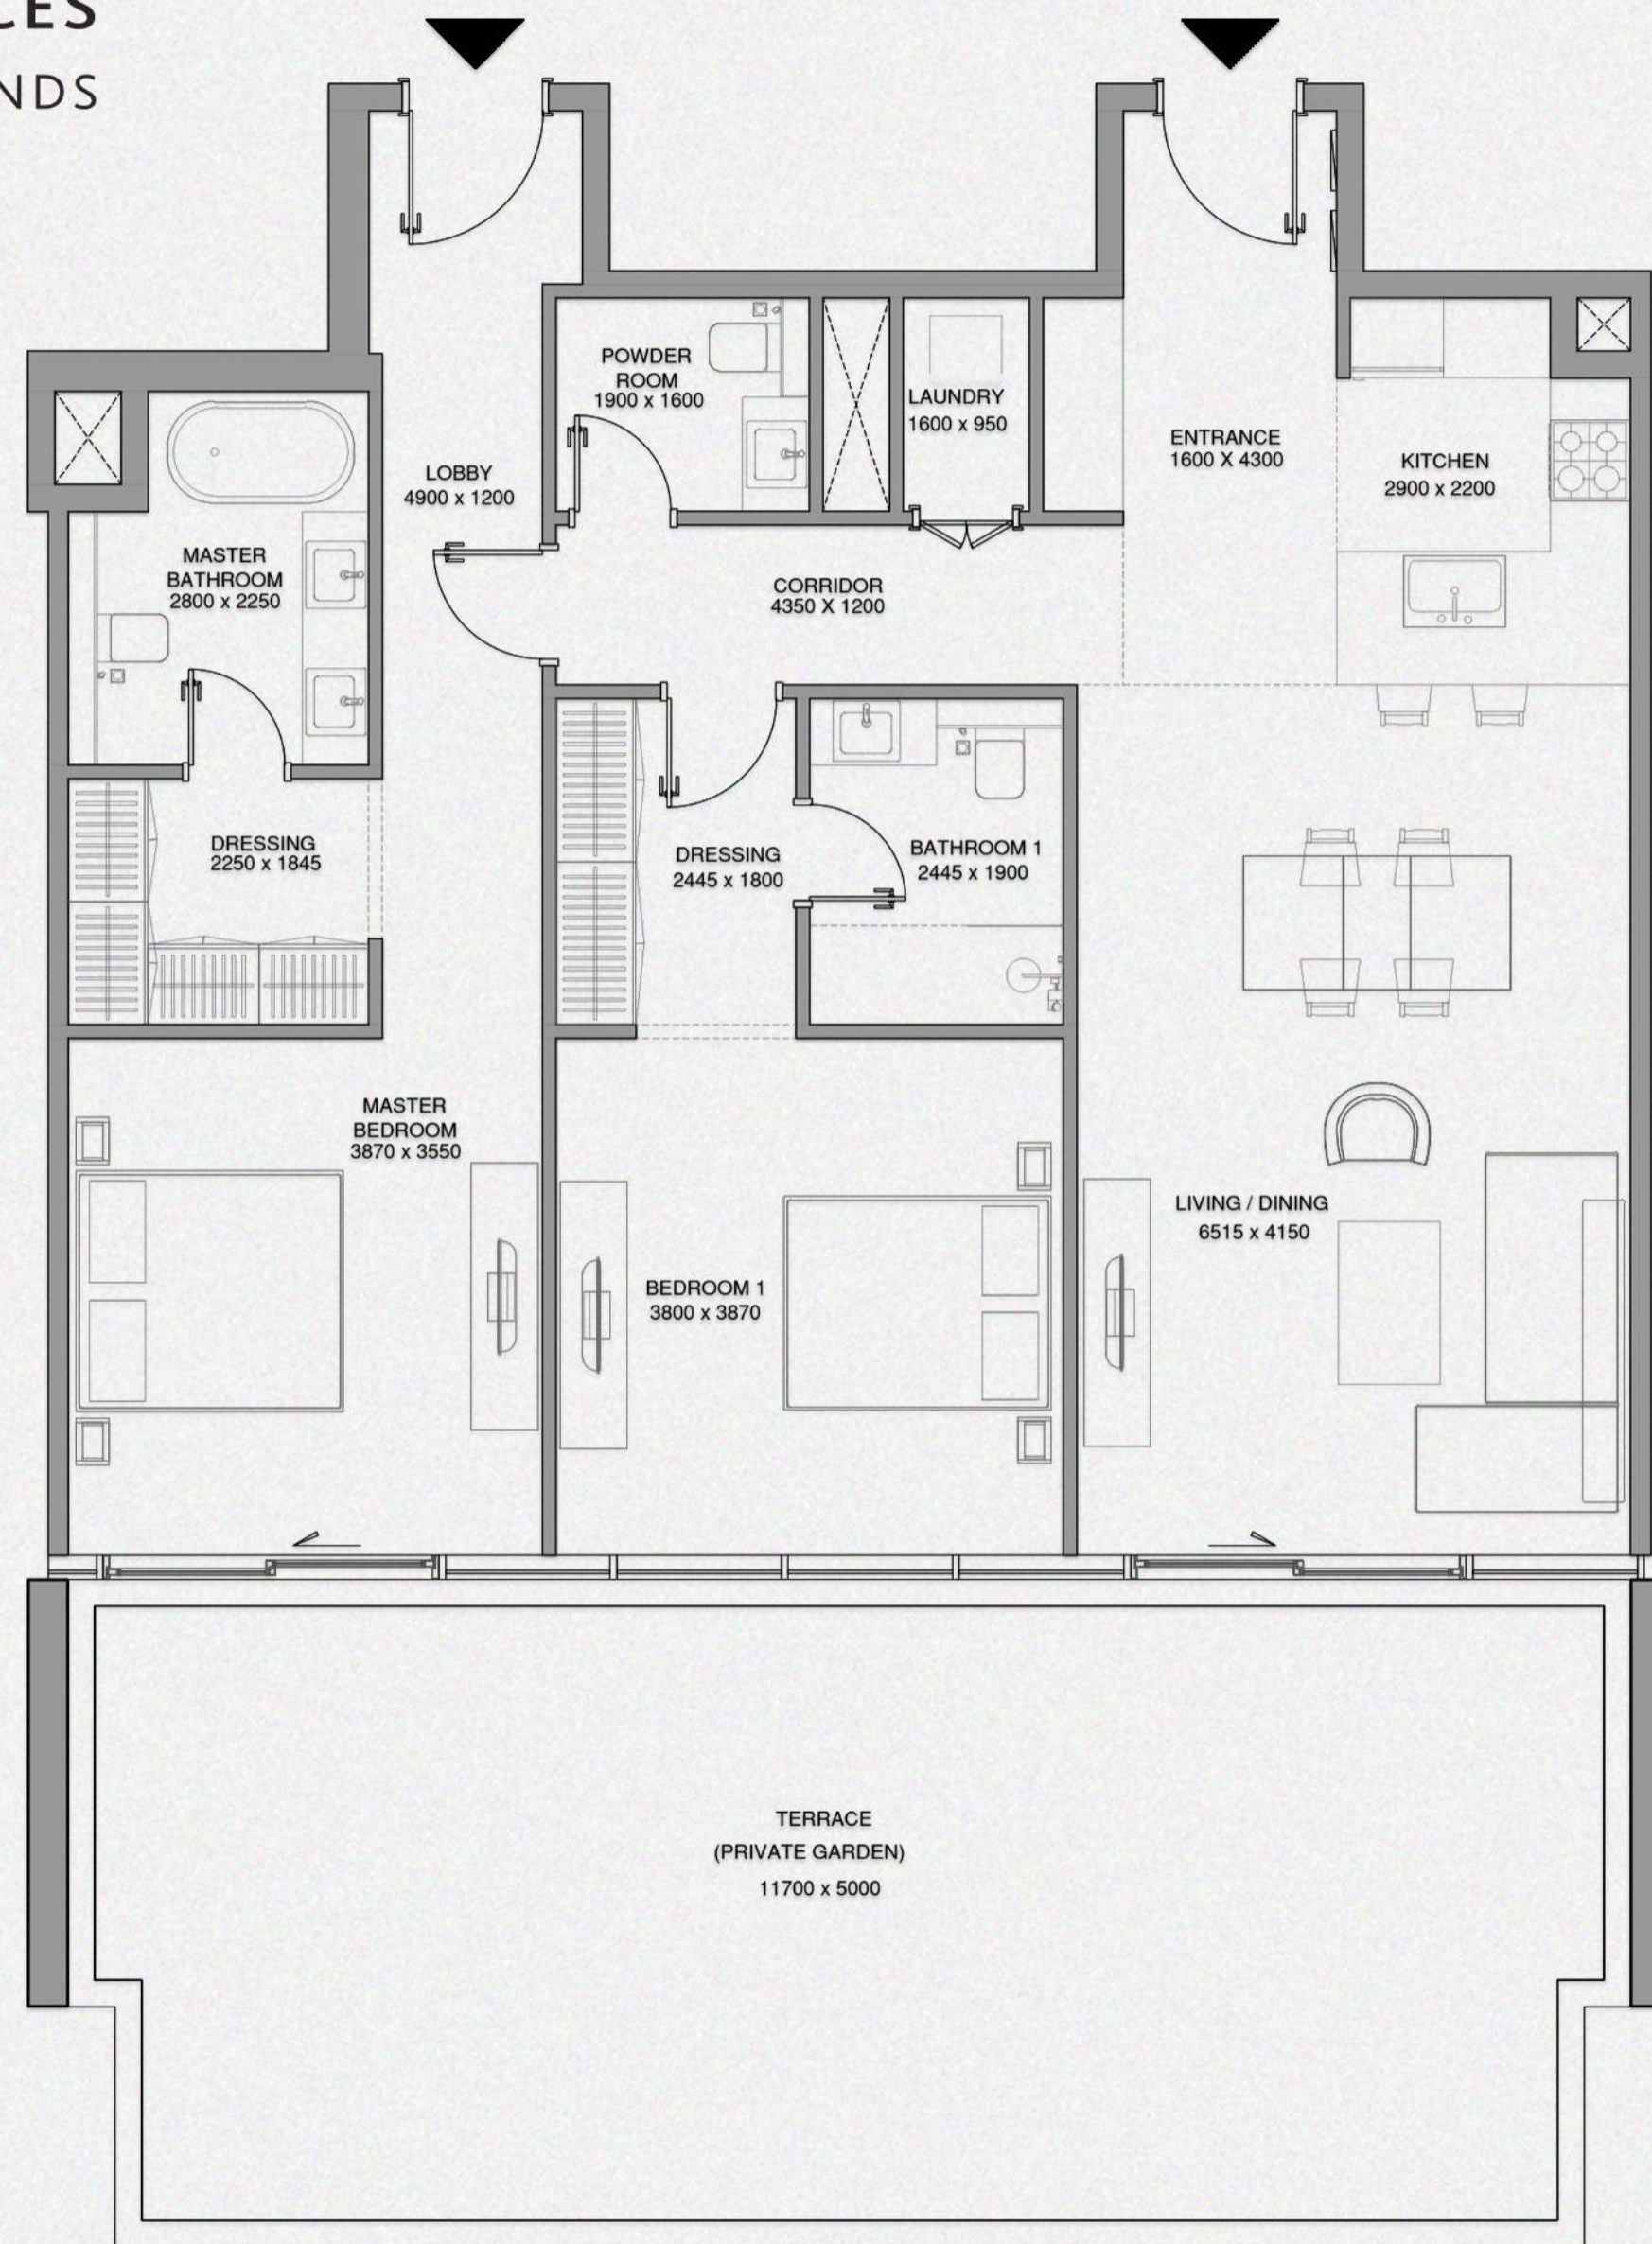 NDS
POWDER
ROOM
1900 x 1600
LAUNDRY
1600 x 950
ENTRANCE
1600 X 4300
KITCHEN
2900 x 2200
LOBBY
4900 x 1200
MASTER
BATHROOM
2800 x 2250
CORRIDOR
4350 X 1200
DRESSING
2250 x 1845
DRESSING
2445 x 1800
BATHROOM 1
2445 x 1900
MASTER
BEDROOM
3870 x 3550
BEDROOM 1
3800 x 3870
LIVING / DINING
6515 x 4150
TERRACE
(PRIVATE GARDEN)
11700 x 5000